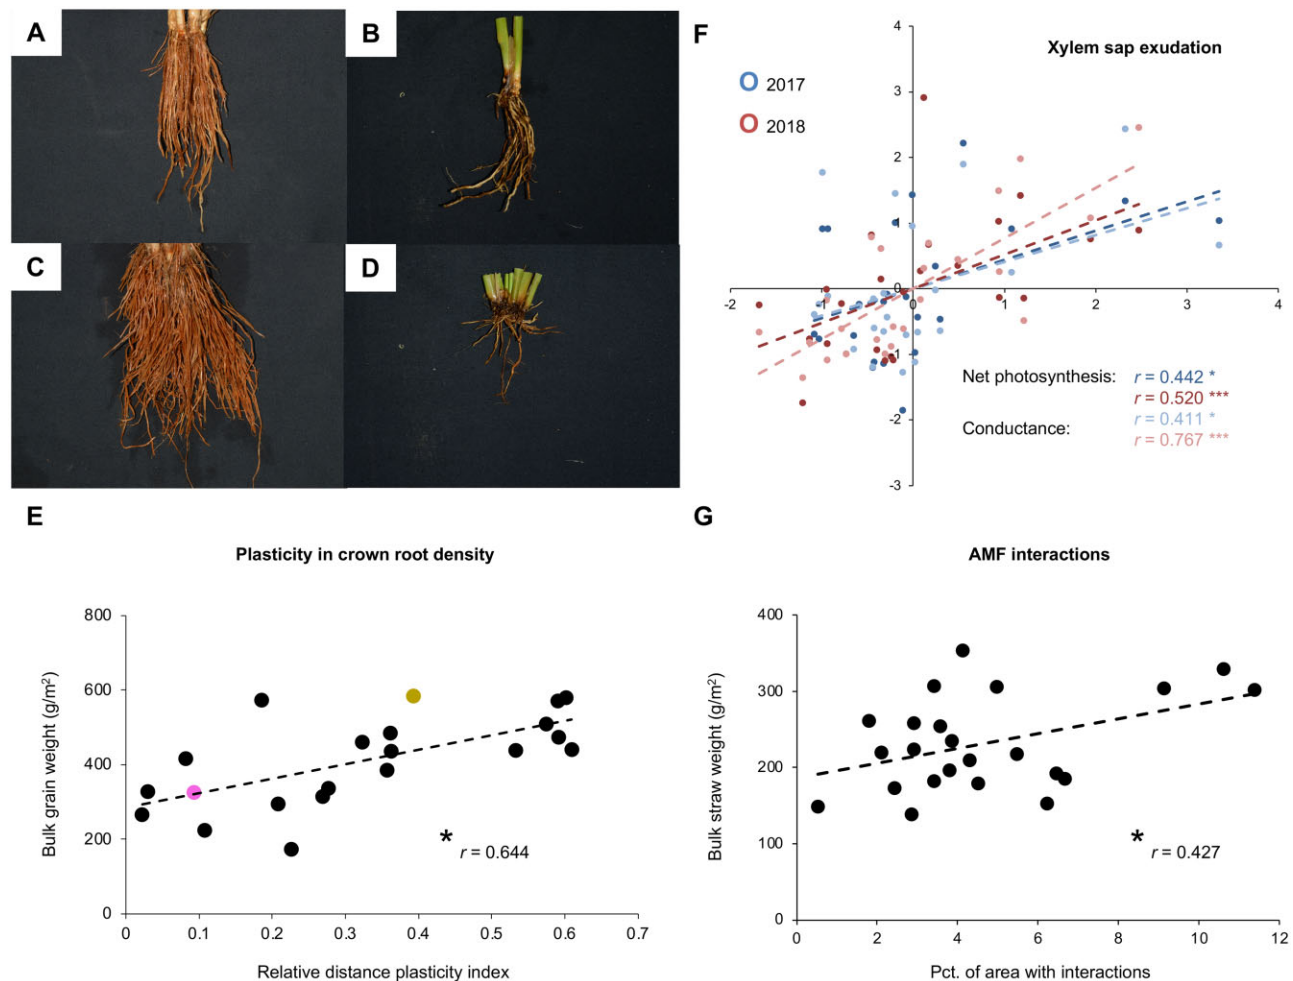 A
B
C
D
F
Xylem sap exudation
2017
2018
4
3
2
1
0
-1
-2
-3
-2
-1
0
1
2
3
4
Net photosynthesis:
r = 0.442 *
r = 0.520 ***
Conductance:
r = 0.411 *
r = 0.767 ***
E
Plasticity in crown root density
Bulk grain weight (g/m²)
800
600
400
200
0
0 0.1 0.2 0.3 0.4 0.5 0.6 0.7
* r = 0.644
Relative distance plasticity index
G
AMF interactions
Bulk straw weight (g/m²)
400
300
200
100
0
0 2 4 6 8 10 12
* r = 0.427
Pct. of area with interactions